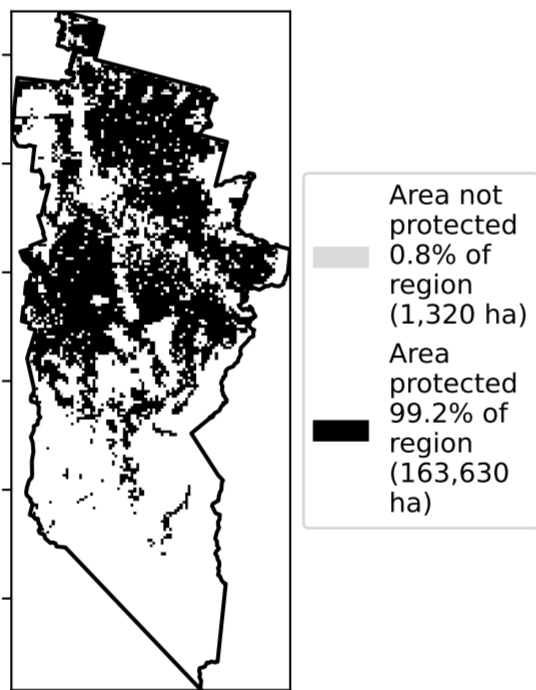 Area not
protected
0.8% of
region
(1,320 ha)
Area
protected
99.2% of
region
(163,630
ha)